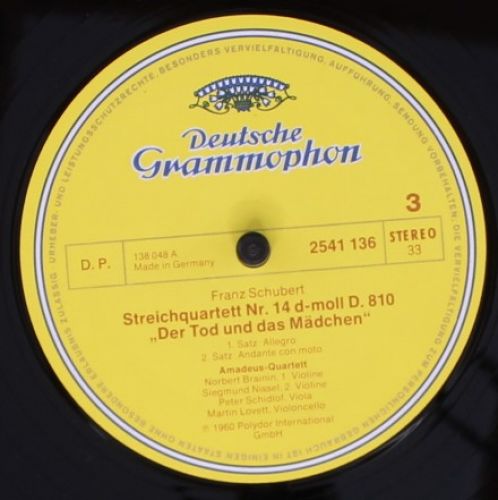 URHEBER- UND LEISTUNGSSCHUTZRECHTE, BESONDERS VERVIELFÄLTIGUNG, AUFFÜHRUNG, SENDUNG VORBEHALTEN.
Deutsche
Grammophon
3
D. P.
138 048 A
Made in Germany
2541 136
STEREO
33
Franz Schubert
Streichquartett Nr. 14 d-moll D. 810
„Der Tod und das Mädchen“
1. Satz: Allegro
2. Satz: Andante con moto
Amadeus-Quartett
Norbert Brainin, 1. Violine
Siegmund Nissel, 2. Violine
Peter Schidlof, Viola
Martin Lovett, Violoncello
℗ 1960 Polydor International
GmbH
VERVIELFÄLTIGUNG ZUM PERSÖNLICHEN GEBRAUCH IST IN EINIGEN STAATEN OHNE BESONDERE ERLAUBNIS ZULÄSSIG.